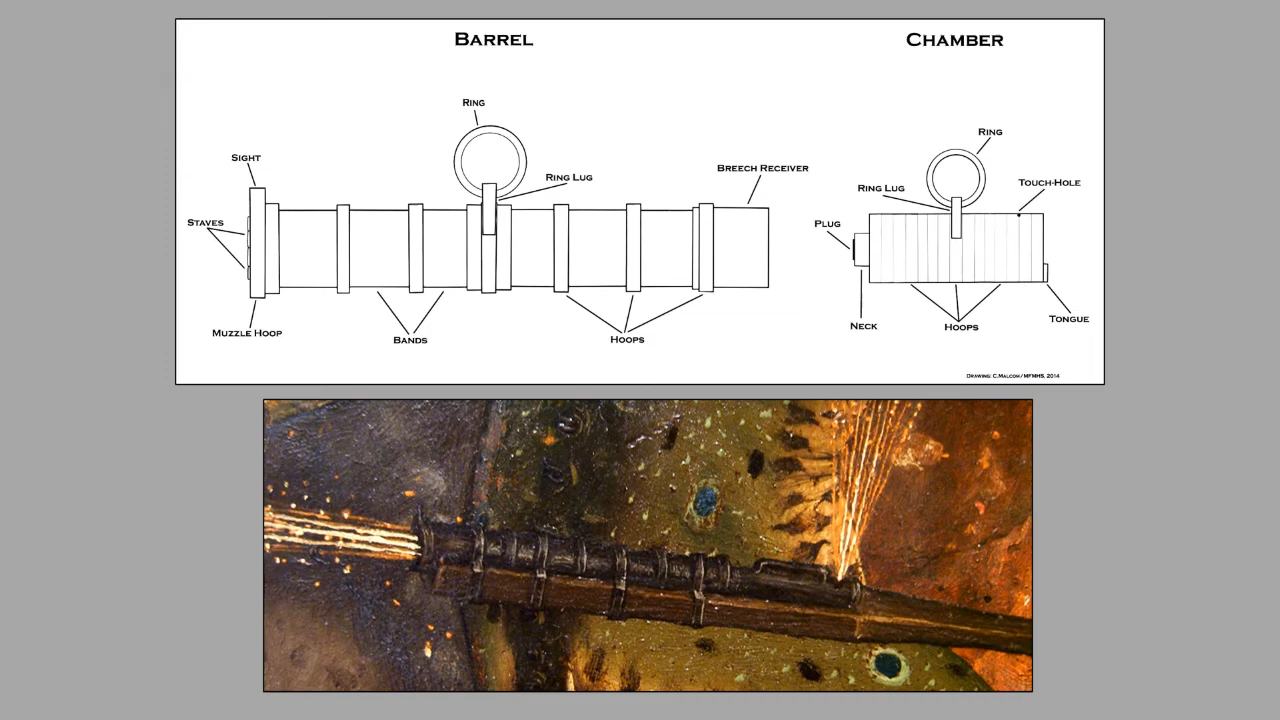 BARREL
CHAMBER
RING
RING
SIGHT
BREECH RECEIVER
RING LUG
TOUCH-HOLE
RING LUG
STAVES
PLUG
TONGUE
NECK
HOOPS
MUZZLE HOOP
BANDS
HOOPS
DRAWING: C.MALCOM/MFMHS, 2014